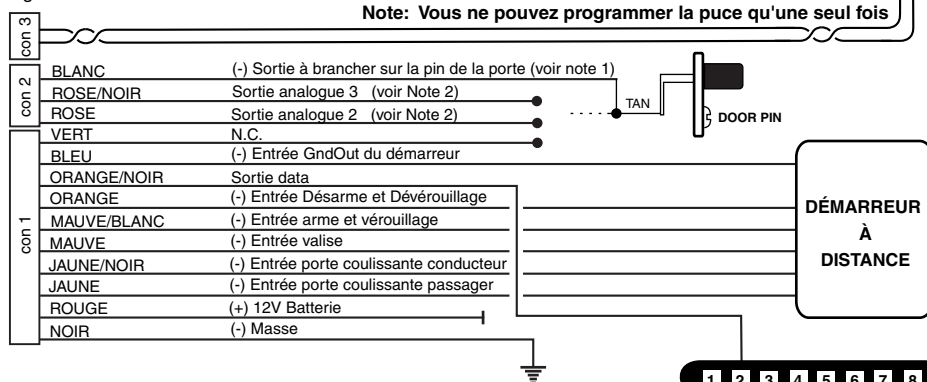 Note: Vous ne pouvez programmer la puce qu'une seul fois
con 3
con 2
BLANC (-) Sortie à brancher sur la pin de la porte (voir note 1)
ROSE/NOIR Sortie analogue 3 (voir Note 2)
ROSE Sortie analogue 2 (voir Note 2)
TAN
DOOR PIN
con 1
VERT N.C.
BLEU (-) Entrée GndOut du démarreur
ORANGE/NOIR Sortie data
ORANGE (-) Entrée Désarme et Dévérouillage
MAUVE/BLANC (-) Entrée arme et vérouillage
MAUVE (-) Entrée valise
JAUNE/NOIR (-) Entrée porte coulissante conducteur
JAUNE (-) Entrée porte coulissante passager
ROUGE (+) 12V Batterie
NOIR (-) Masse
DÉMARREUR
À
DISTANCE
1 2 3 4 5 6 7 8